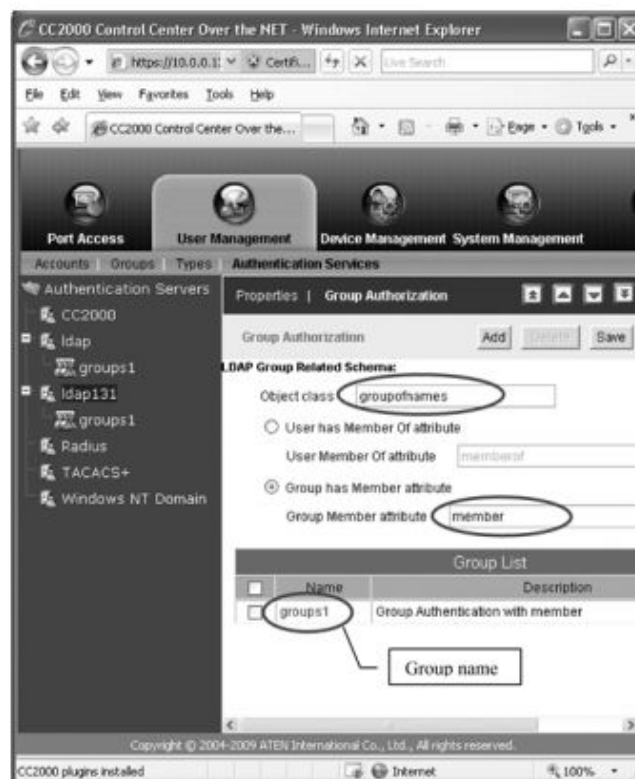 CC2000 Control Center Over the NET - Windows Internet Explorer
https://10.0.0.1 Certifi... Live Search
File Edit View Favorites Tools Help
CC2000 Control Center Over the... Page Tools
Port Access User Management Device Management System Management
Accounts Groups Types Authentication Services
Authentication Servers
CC2000
ldap
groups1
ldap131
groups1
Radius
TACACS+
Windows NT Domain
Properties | Group Authorization
Group Authorization Add Delete Save
LDAP Group Related Schema:
Object class groupofnames
User has Member Of attribute
User Member Of attribute memberof
Group has Member attribute
Group Member attribute member
Group List
Name Description
groups1 Group Authentication with member
Group name
Copyright © 2004-2009 ATEN International Co., Ltd., All rights reserved.
CC2000 plugins installed Internet 100%